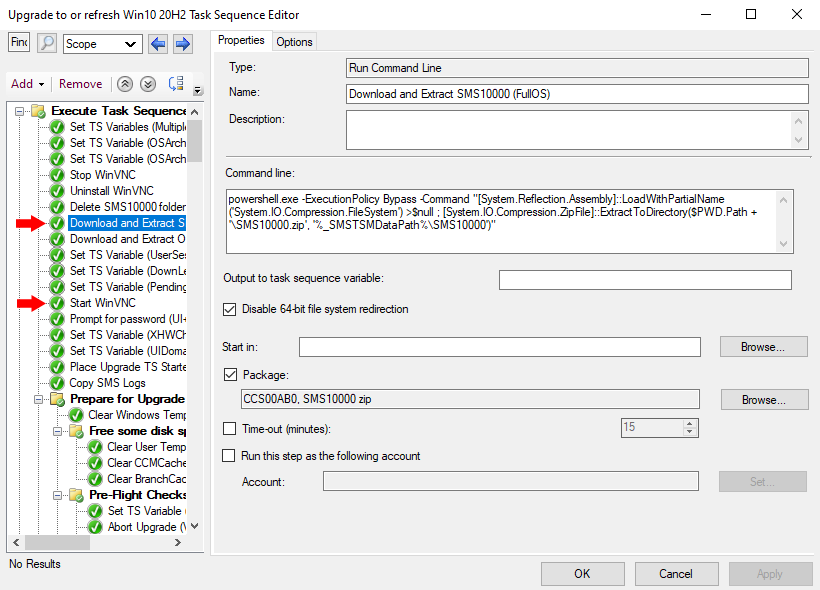 Upgrade to or refresh Win10 20H2 Task Sequence Editor
Find
Scope
Add
Remove
Execute Task Sequence
Set TS Variables (Multiple
Set TS Variable (OSArch
Set TS Variable (OSArch
Stop WinVNC
Uninstall WinVNC
Delete SMS10000 folder
Download and Extract S
Download and Extract O
Set TS Variable (UserSes
Set TS Variable (DownLe
Set TS Variable (Pending
Start WinVNC
Prompt for password (UI+
Set TS Variable (XHWCh
Set TS Variable (UIDoma
Place Upgrade TS Starte
Copy SMS Logs
Prepare for Upgrade
Clear Windows Temp
Free some disk sp
Clear User Temp
Clear CCMCache
Clear BranchCac
Pre-Flight Checks
Set TS Variable (
Abort Upgrade (V
No Results
Properties
Options
Type:
Run Command Line
Name:
Download and Extract SMS10000 (FullOS)
Description:
Command line:
powershell.exe -ExecutionPolicy Bypass -Command "[System.Reflection.Assembly]::LoadWithPartialName
('System.IO.Compression.FileSystem') >$null ; [System.IO.Compression.ZipFile]::ExtractToDirectory($PWD.Path +
'\SMS10000.zip', '%_SMSTSMDataPath%\SMS10000')"
Output to task sequence variable:
Disable 64-bit file system redirection
Start in:
Browse...
Package:
CCS00AB0, SMS10000 zip
Browse...
Time-out (minutes):
15
Run this step as the following account
Account:
Set...
OK
Cancel
Apply